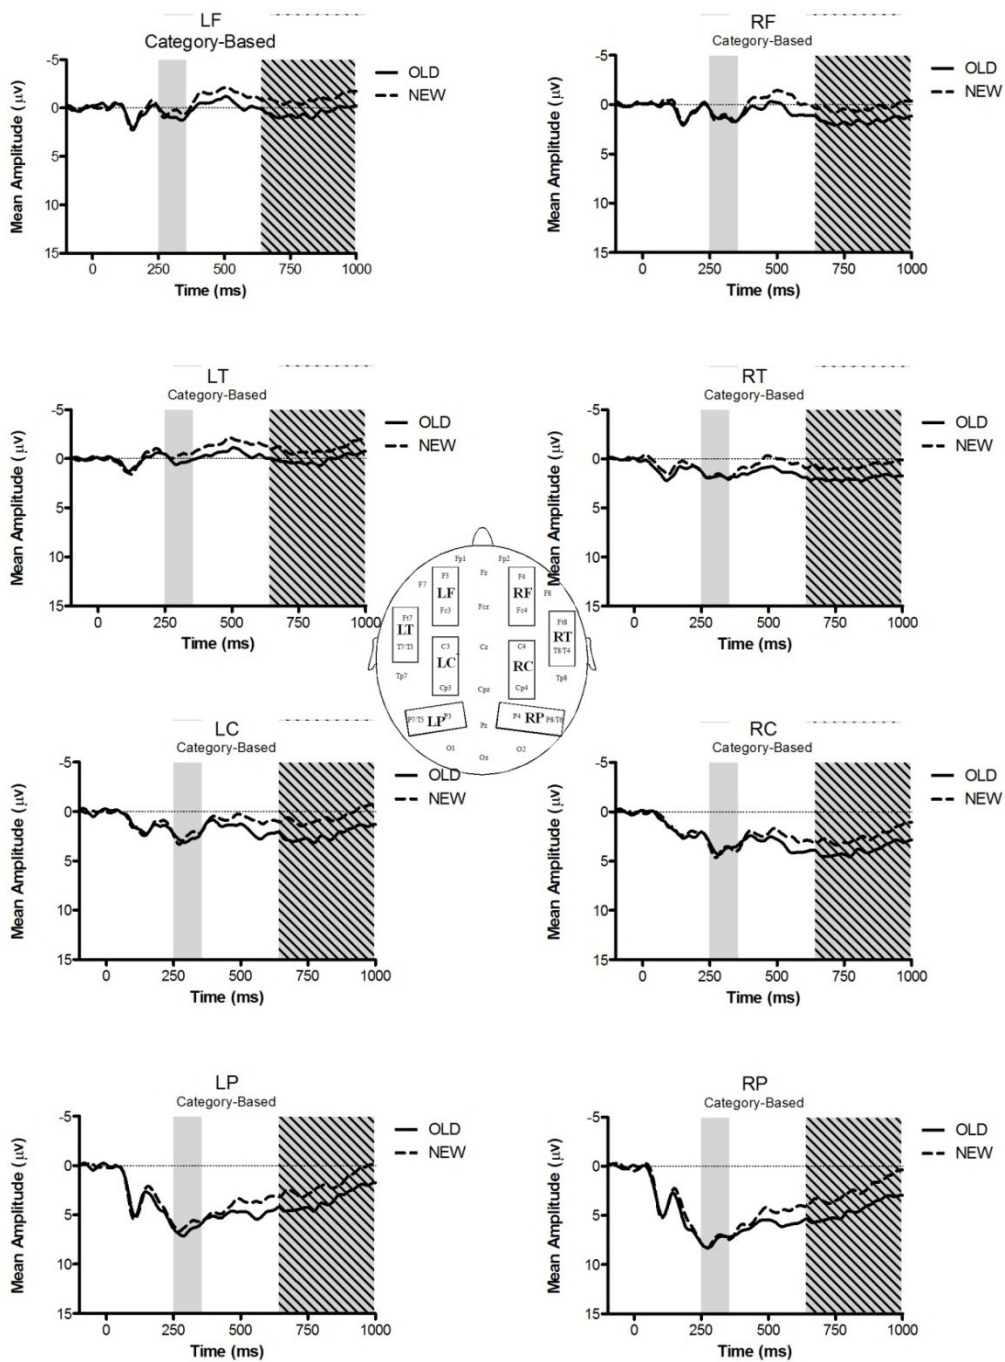 LF
Category-Based
-5
0
5
10
15
Mean Amplitude (μv)
0 250 500 750 1000
Time (ms)
OLD
NEW
RF
Category-Based
-5
0
5
10
15
Mean Amplitude (μv)
0 250 500 750 1000
Time (ms)
OLD
NEW
LT
Category-Based
-5
0
5
10
15
Mean Amplitude (μv)
0 250 500 750 1000
Time (ms)
OLD
NEW
RT
Category-Based
-5
0
5
10
15
Mean Amplitude (μv)
0 250 500 750 1000
Time (ms)
OLD
NEW
Fp1 Fp2
F7 F3 Fz F4 F8
LF RF
Fc3 Fcz Fc4
Ft7 Ft8
LT RT
T7/T3 C3 Cz C4 T8/T4
LC RC
Tp7 Cp3 Cpz Cp4 Tp8
P7/T5 LP P3 Pz P4 RP P8/T6
O1 Oz O2
LC
Category-Based
-5
0
5
10
15
Mean Amplitude (μv)
0 250 500 750 1000
Time (ms)
OLD
NEW
RC
Category-Based
-5
0
5
10
15
Mean Amplitude (μv)
0 250 500 750 1000
Time (ms)
OLD
NEW
LP
Category-Based
-5
0
5
10
15
Mean Amplitude (μv)
0 250 500 750 1000
Time (ms)
OLD
NEW
RP
Category-Based
-5
0
5
10
15
Mean Amplitude (μv)
0 250 500 750 1000
Time (ms)
OLD
NEW